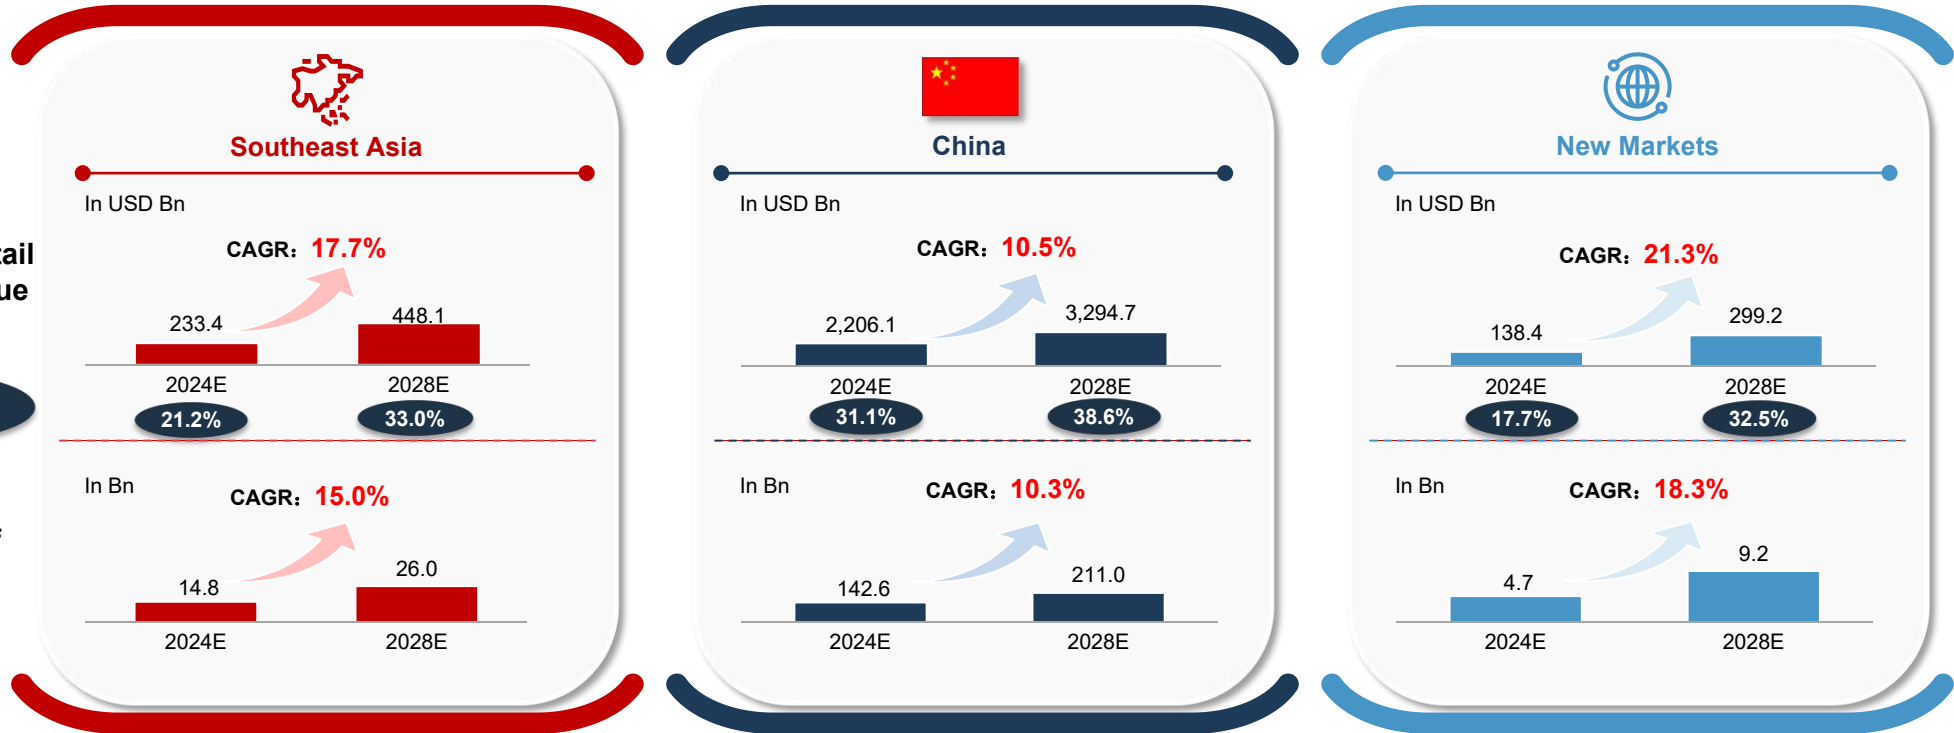 Southeast Asia
In USD Bn
CAGR：17.7%
233.4
448.1
2024E
2028E
21.2%
33.0%
In Bn
CAGR：15.0%
14.8
26.0
2024E
2028E
China
In USD Bn
CAGR：10.5%
2,206.1
3,294.7
2024E
2028E
31.1%
38.6%
In Bn
CAGR：10.3%
142.6
211.0
2024E
2028E
New Markets
In USD Bn
CAGR：21.3%
138.4
299.2
2024E
2028E
17.7%
32.5%
In Bn
CAGR：18.3%
4.7
9.2
2024E
2028E